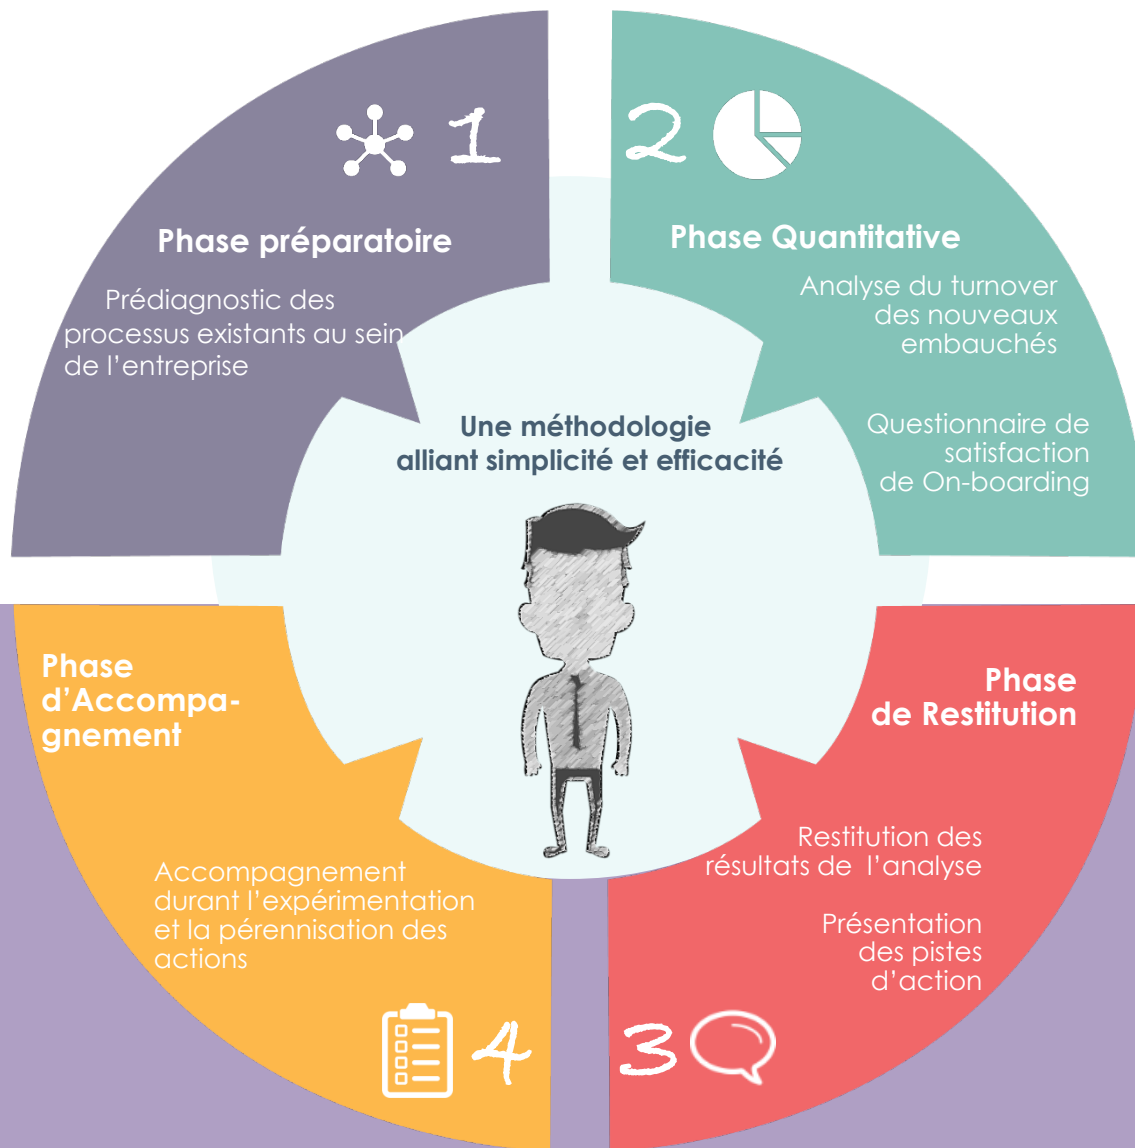 1
Phase préparatoire
Prédiagnostic des
processus existants au sein
de l’entreprise
2
Phase Quantitative
Analyse du turnover
des nouveaux
embauchés
Questionnaire de
satisfaction
de On-boarding
Une méthodologie
alliant simplicité et efficacité
Phase
de Restitution
Restitution des
résultats de l’analyse
Présentation
des pistes
d’action
3
Phase
d’Accompa-
gnement
Accompagnement
durant l’expérimentation
et la pérennisation des
actions
4